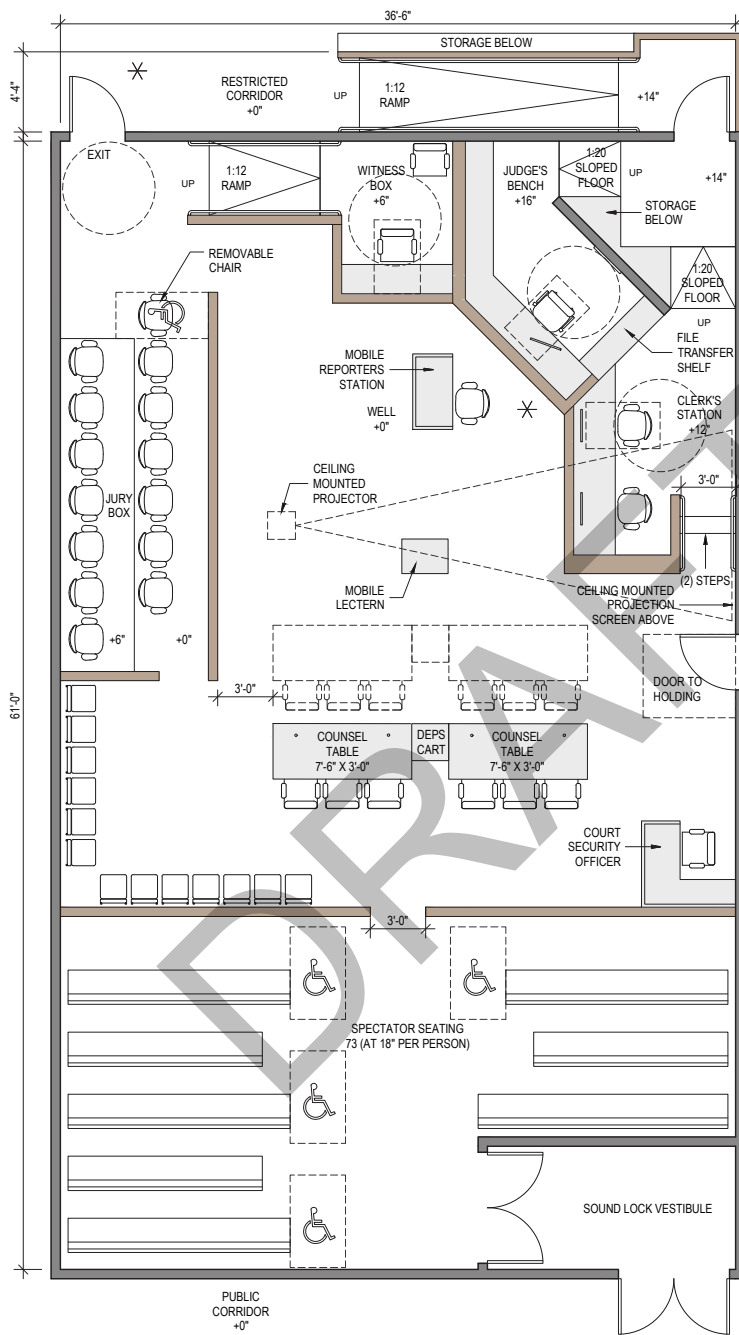 36'-6"
STORAGE BELOW
4'-4"
RESTRICTED
CORRIDOR
+0"
UP
1:12
RAMP
+14"
EXIT
UP
1:12
RAMP
WITNESS
BOX
+6"
JUDGE'S
BENCH
+16"
1:20
SLOPED
FLOOR
UP
+14"
STORAGE
BELOW
REMOVABLE
CHAIR
1:20
SLOPED
FLOOR
UP
FILE
TRANSFER
SHELF
MOBILE
REPORTERS
STATION
WELL
+0"
CLERK'S
STATION
+12"
CEILING
MOUNTED
PROJECTOR
3'-0"
JURY
BOX
MOBILE
LECTERN
(2) STEPS
CEILING MOUNTED
PROJECTION
SCREEN ABOVE
+6"
+0"
DOOR TO
HOLDING
3'-0"
61'-0"
COUNSEL
TABLE
7'-6" X 3'-0"
DEPS
CART
COUNSEL
TABLE
7'-6" X 3'-0"
COURT
SECURITY
OFFICER
3'-0"
SPECTATOR SEATING
73 (AT 18" PER PERSON)
SOUND LOCK VESTIBULE
PUBLIC
CORRIDOR
+0"
DRAFT